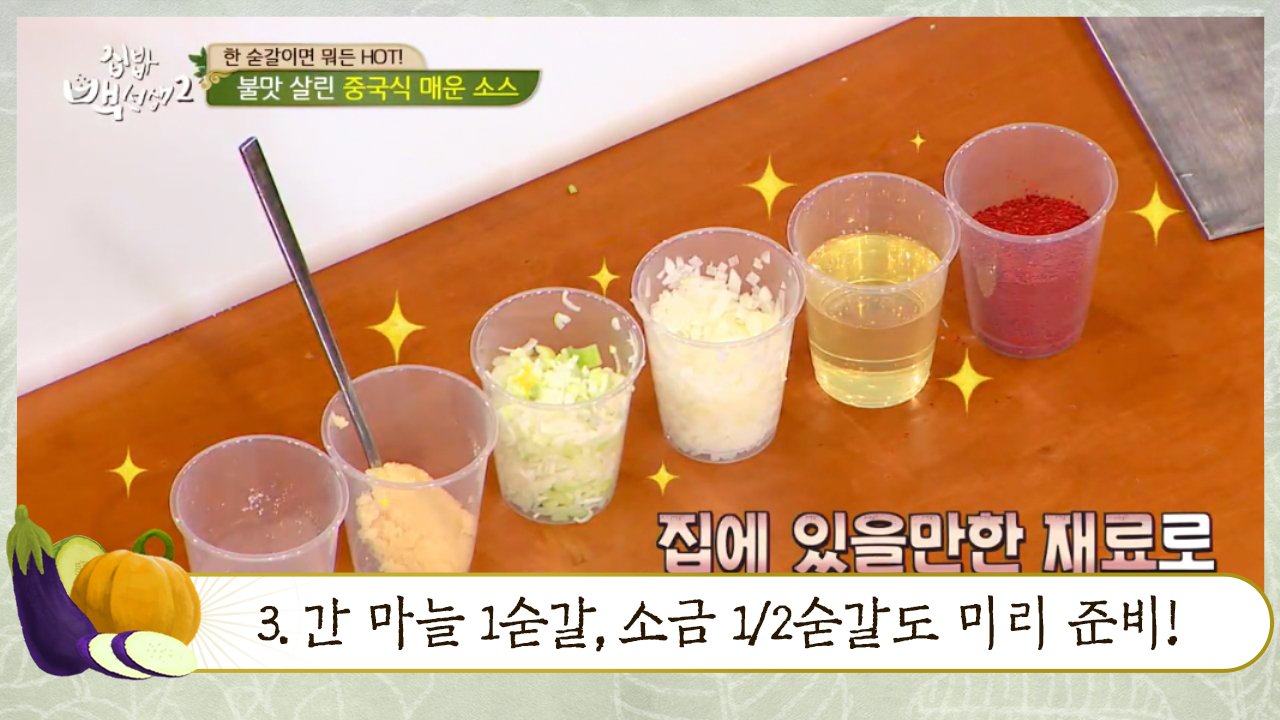 집밥
백선생2
한 숟갈이면 뭐든 HOT!
불맛 살린 중국식 매운 소스
집에 있을만한 재료로
3. 간 마늘 1숟갈, 소금 1/2숟갈도 미리 준비!